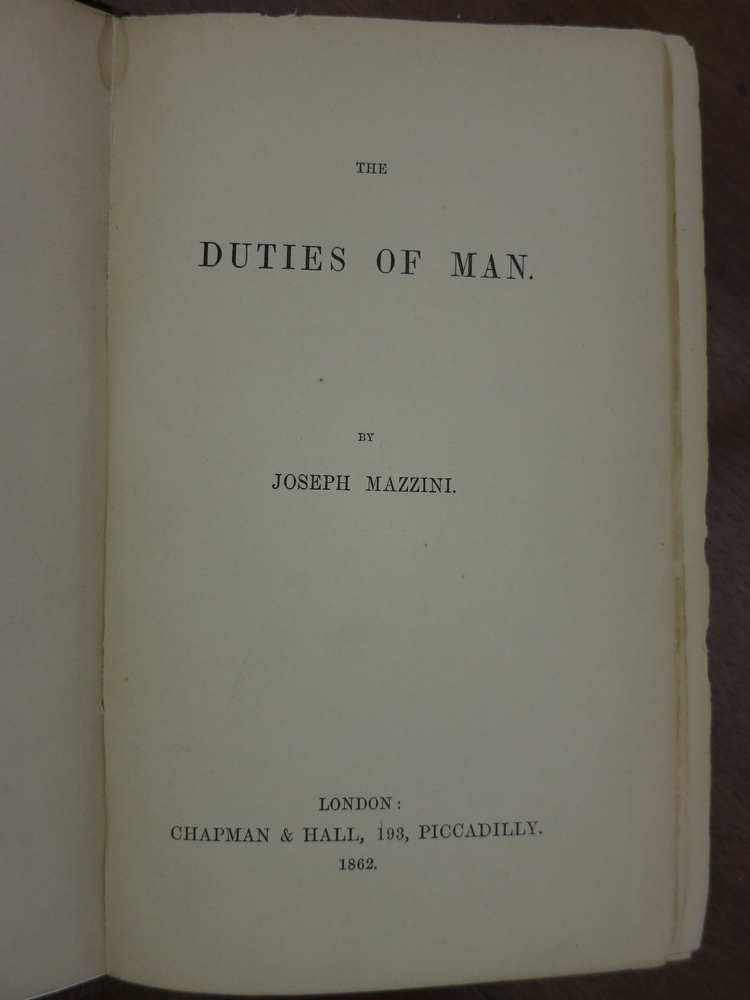 THE
DUTIES OF MAN.
BY
JOSEPH MAZZINI.
LONDON:
CHAPMAN & HALL, 193, PICCADILLY.
1862.